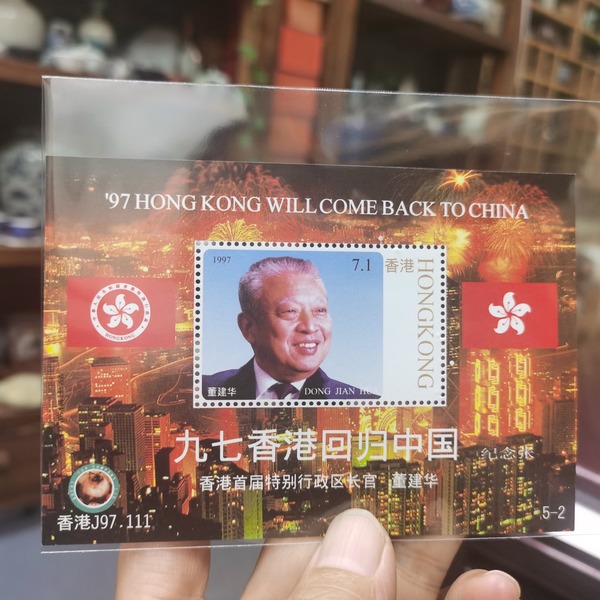 '97 HONG KONG WILL COME BACK TO CHINA
1997
7.1
香港
HONGKONG
HONGKONG
董建华
DONG JIAN HUA
九七香港回归中国
纪念张
香港首届特别行政区长官 董建华
香港J97.111
5-2